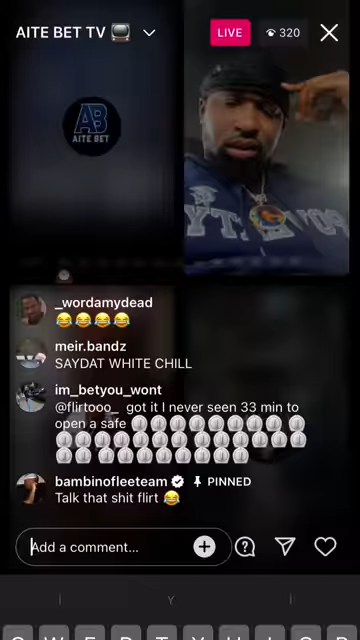 AITE BET TV 📺
LIVE
320
AB
AITE BET
_wordamydead
😂😂😂😂
meir.bandz
SAYDAT WHITE CHILL
im_betyou_wont
@flirtooo_ got it I never seen 33 min to
open a safe
bambinofleeteam PINNED
Talk that shit flirt 😂
Add a comment...
Y